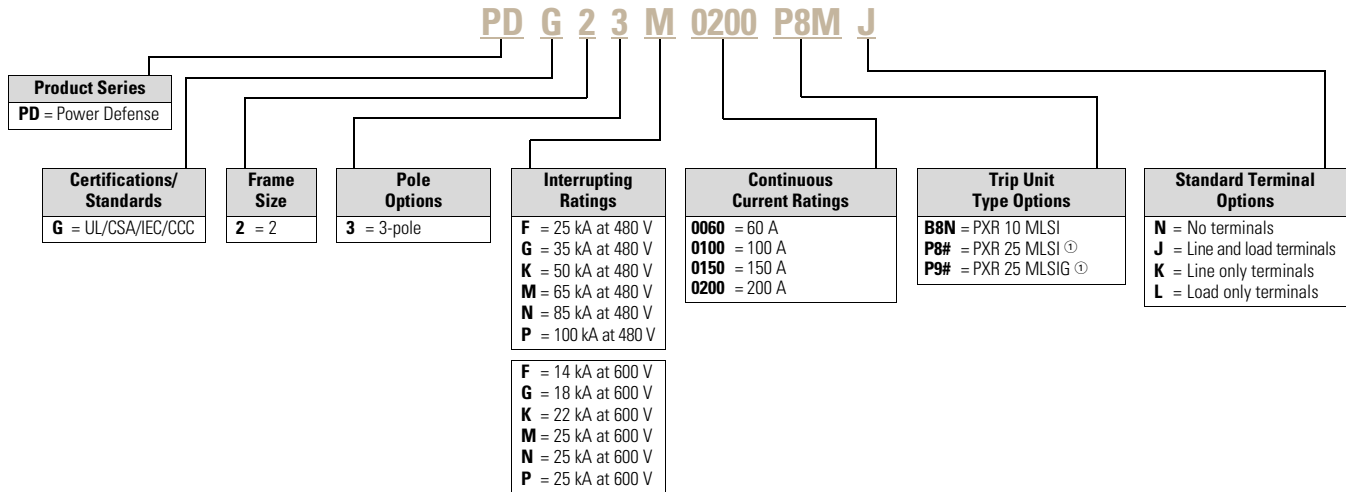 PD G 2 3 M 0200 P8M J
Product Series
PD = Power Defense
Certifications/
Standards
G = UL/CSA/IEC/CCC
Frame
Size
2 = 2
Pole
Options
3 = 3-pole
Interrupting
Ratings
F = 25 kA at 480 V
G = 35 kA at 480 V
K = 50 kA at 480 V
M = 65 kA at 480 V
N = 85 kA at 480 V
P = 100 kA at 480 V
F = 14 kA at 600 V
G = 18 kA at 600 V
K = 22 kA at 600 V
M = 25 kA at 600 V
N = 25 kA at 600 V
P = 25 kA at 600 V
Continuous
Current Ratings
0060 = 60 A
0100 = 100 A
0150 = 150 A
0200 = 200 A
Trip Unit
Type Options
B8N = PXR 10 MLSI
P8# = PXR 25 MLSI ①
P9# = PXR 25 MLSIG ①
Standard Terminal
Options
N = No terminals
J = Line and load terminals
K = Line only terminals
L = Load only terminals